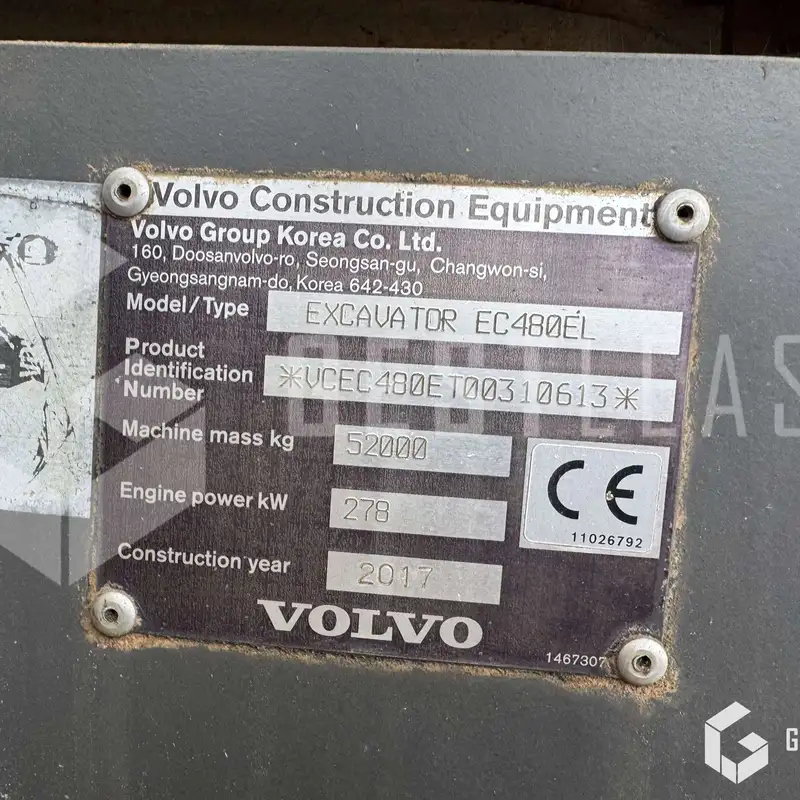 Volvo Construction Equipment
Volvo Group Korea Co. Ltd.
160, Doosanvolvo-ro, Seongsan-gu, Changwon-si,
Gyeongsangnam-do, Korea 642-430
Model/Type EXCAVATOR EC480EL
Product
Identification
Number *VCEC480ET00310613*
Machine mass kg 52000
Engine power kW 278
CE
11026792
Construction year 2017
VOLVO
1467307